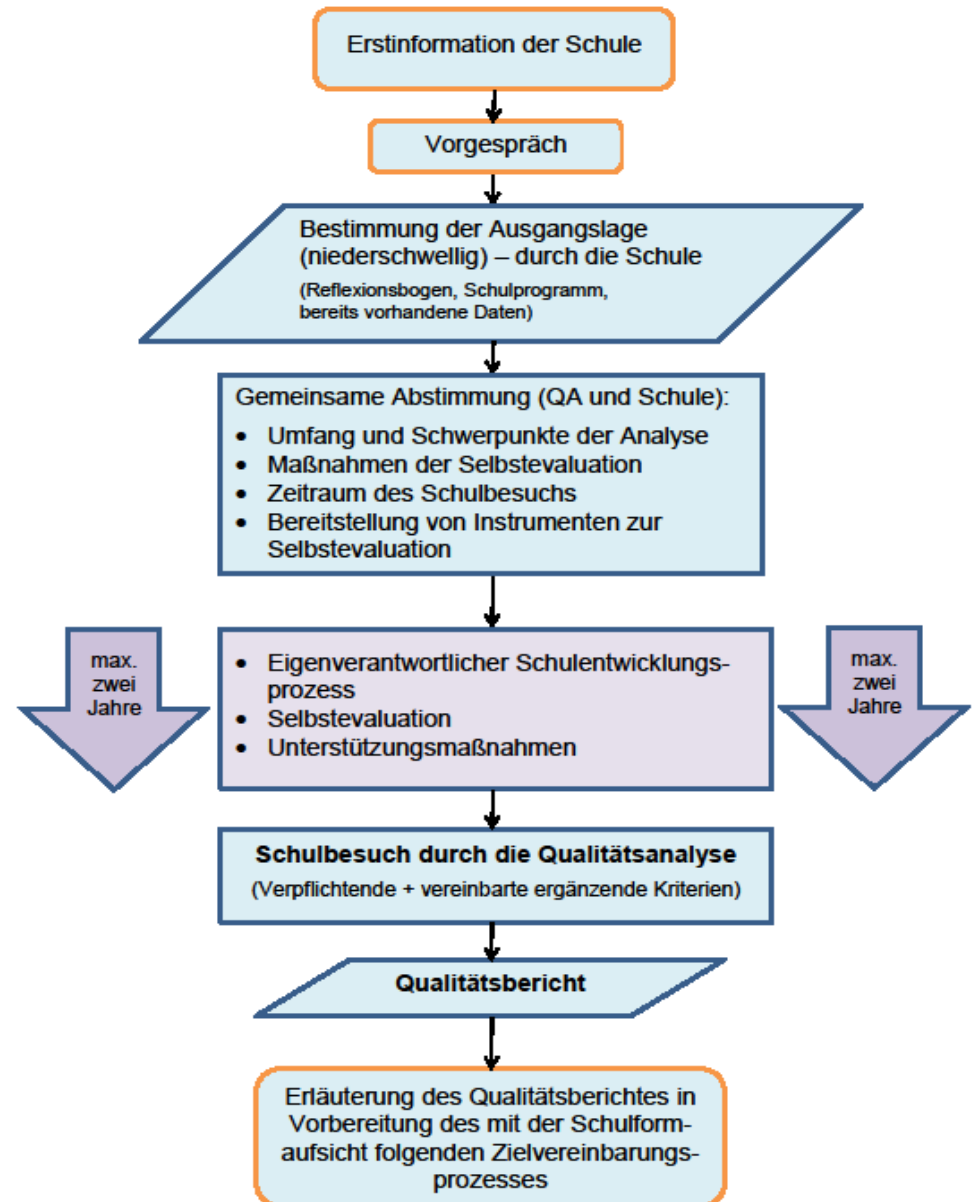 Erstinformation der Schule
Vorgespräch
Bestimmung der Ausgangslage
(niederschwellig) – durch die Schule
(Reflexionsbogen, Schulprogramm,
bereits vorhandene Daten)
Gemeinsame Abstimmung (QA und Schule):
• Umfang und Schwerpunkte der Analyse
• Maßnahmen der Selbstevaluation
• Zeitraum des Schulbesuchs
• Bereitstellung von Instrumenten zur
Selbstevaluation
max.
zwei
Jahre
• Eigenverantwortlicher Schulentwicklungs-
prozess
• Selbstevaluation
• Unterstützungsmaßnahmen
max.
zwei
Jahre
Schulbesuch durch die Qualitätsanalyse
(Verpflichtende + vereinbarte ergänzende Kriterien)
Qualitätsbericht
Erläuterung des Qualitätsberichtes in
Vorbereitung des mit der Schulform-
aufsicht folgenden Zielvereinbarungs-
prozesses